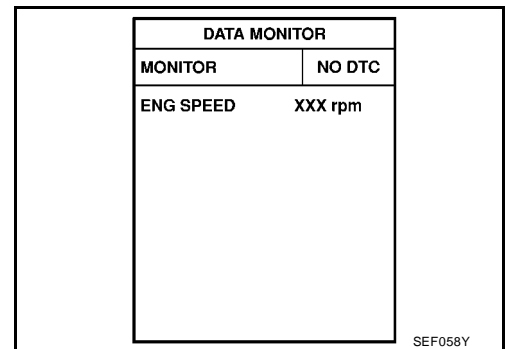 DATA MONITOR
MONITOR NO DTC
ENG SPEED XXX rpm
SEF058Y